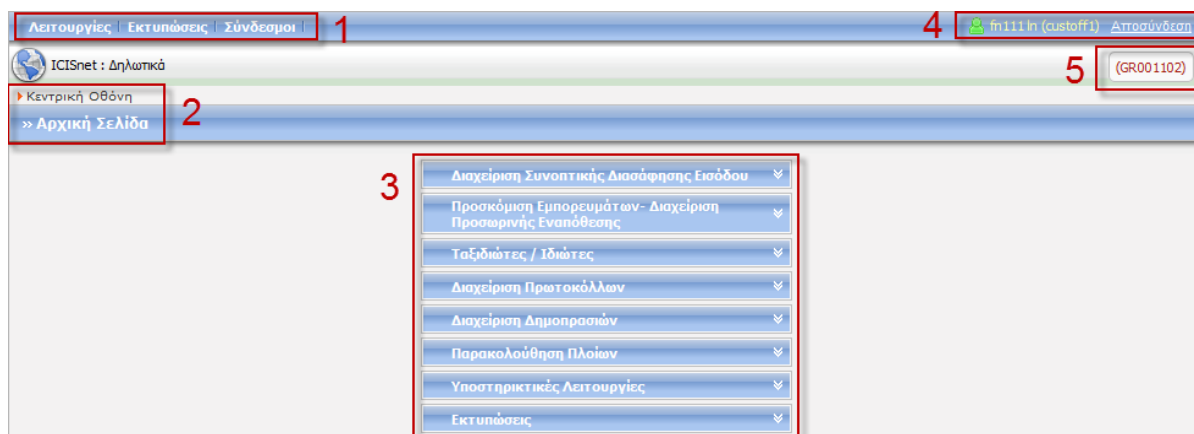 Λειτουργίες | Εκτυπώσεις | Σύνδεσμοι |
1
4
fn111 ln (custoff1) Αποσύνδεση
ICISnet : Δηλωτικά
5
(GR001102)
Κεντρική Οθόνη
2
» Αρχική Σελίδα
3
Διαχείριση Συνοπτικής Διασάφησης Εισόδου
Προσκόμιση Εμπορευμάτων- Διαχείριση
Προσωρινής Εναπόθεσης
Ταξιδιώτες / Ιδιώτες
Διαχείριση Πρωτοκόλλων
Διαχείριση Δημοπρασιών
Παρακολούθηση Πλοίων
Υποστηρικτικές Λειτουργίες
Εκτυπώσεις